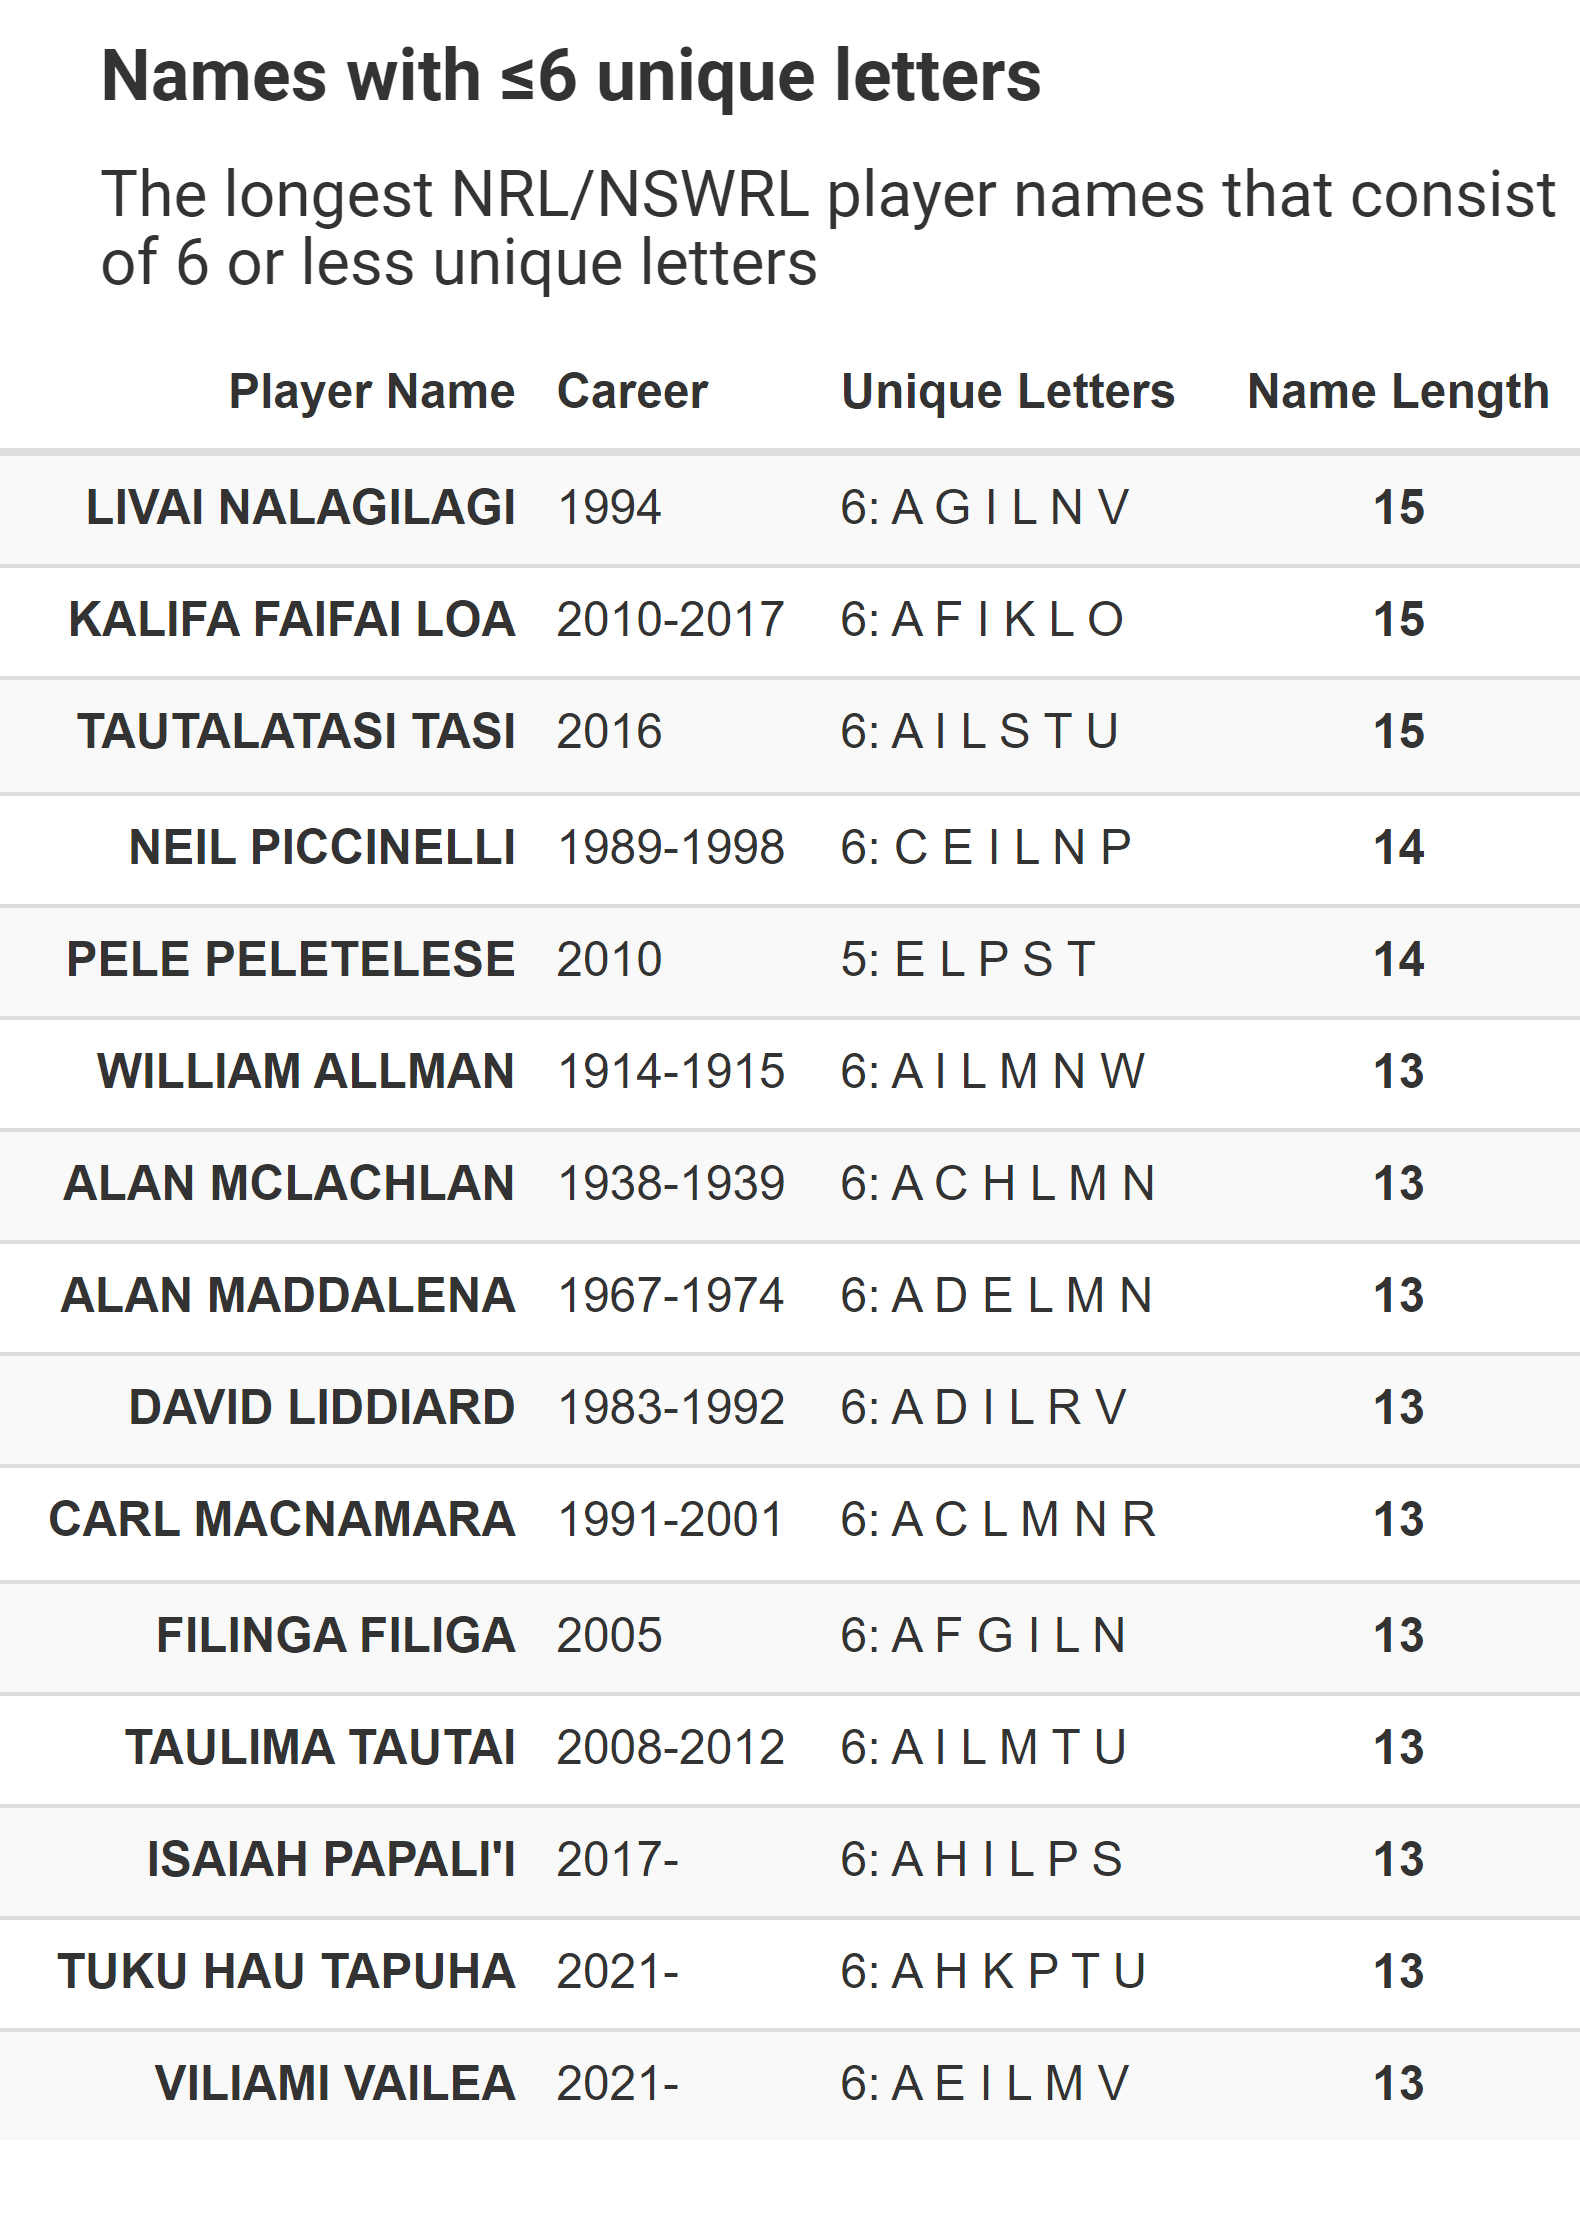 Names with ≤6 unique letters
The longest NRL/NSWRL player names that consist
of 6 or less unique letters
Player Name Career Unique Letters Name Length
LIVAI NALAGILAGI 1994 6: A G I L N V 15
KALIFA FAIFAI LOA 2010-2017 6: A F I K L O 15
TAUTALATASI TASI 2016 6: A I L S T U 15
NEIL PICCINELLI 1989-1998 6: C E I L N P 14
PELE PELETELESE 2010 5: E L P S T 14
WILLIAM ALLMAN 1914-1915 6: A I L M N W 13
ALAN MCLACHLAN 1938-1939 6: A C H L M N 13
ALAN MADDALENA 1967-1974 6: A D E L M N 13
DAVID LIDDIARD 1983-1992 6: A D I L R V 13
CARL MACNAMARA 1991-2001 6: A C L M N R 13
FILINGA FILIGA 2005 6: A F G I L N 13
TAULIMA TAUTAI 2008-2012 6: A I L M T U 13
ISAIAH PAPALI'I 2017- 6: A H I L P S 13
TUKU HAU TAPUHA 2021- 6: A H K P T U 13
VILIAMI VAILEA 2021- 6: A E I L M V 13